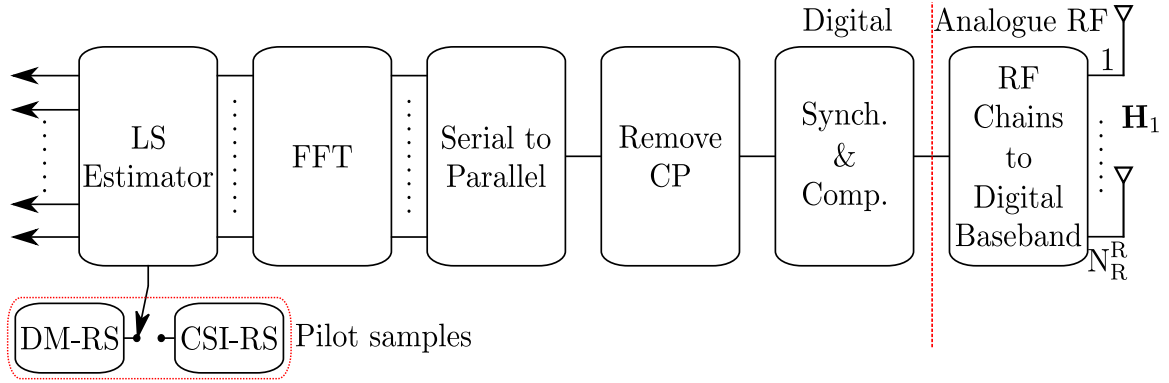 Digital
Analogue RF
LS
Estimator
FFT
Serial to
Parallel
Remove
CP
Synch.
&
Comp.
RF
Chains
to
Digital
Baseband
1
H₁
N_R^R
DM-RS
CSI-RS
Pilot samples